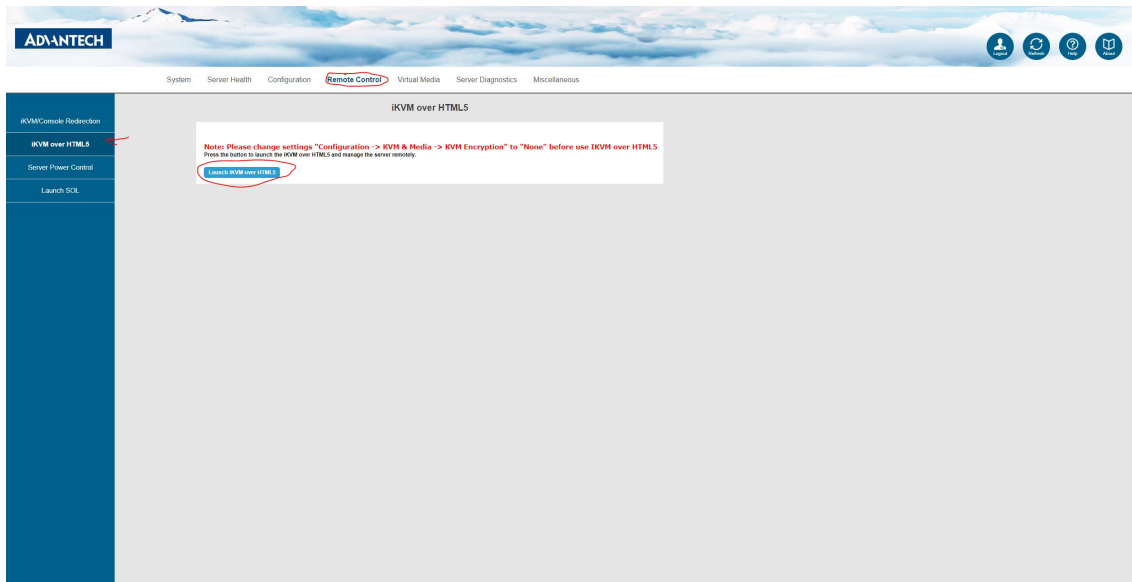 ADVANTECH
Logout Refresh Help About
System Server Health Configuration Remote Control Virtual Media Server Diagnostics Miscellaneous
iKVM/Console Redirection
iKVM over HTML5
Server Power Control
Launch SOL
iKVM over HTML5
Note: Please change settings "Configuration -> KVM & Media -> KVM Encryption" to "None" before use IKVM over HTML5
Press the button to launch the iKVM over HTML5 and manage the server remotely.
Launch iKVM over HTML5